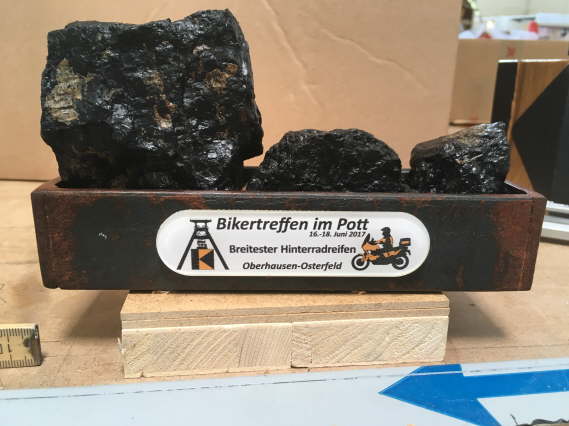 Bikertreffen im Pott
16.-18. Juni 2017
Breitester Hinterradreifen
Oberhausen-Osterfeld